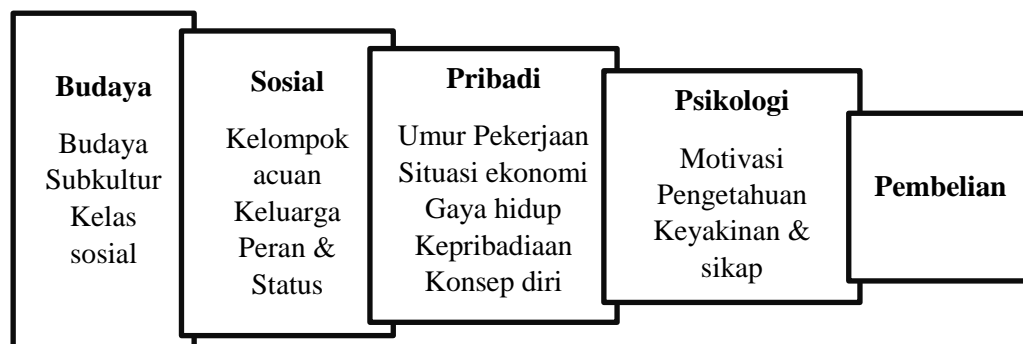 Budaya
Budaya
Subkultur
Kelas
sosial
Sosial
Kelompok
acuan
Keluarga
Peran &
Status
Pribadi
Umur Pekerjaan
Situasi ekonomi
Gaya hidup
Kepribadiaan
Konsep diri
Psikologi
Motivasi
Pengetahuan
Keyakinan &
sikap
Pembelian